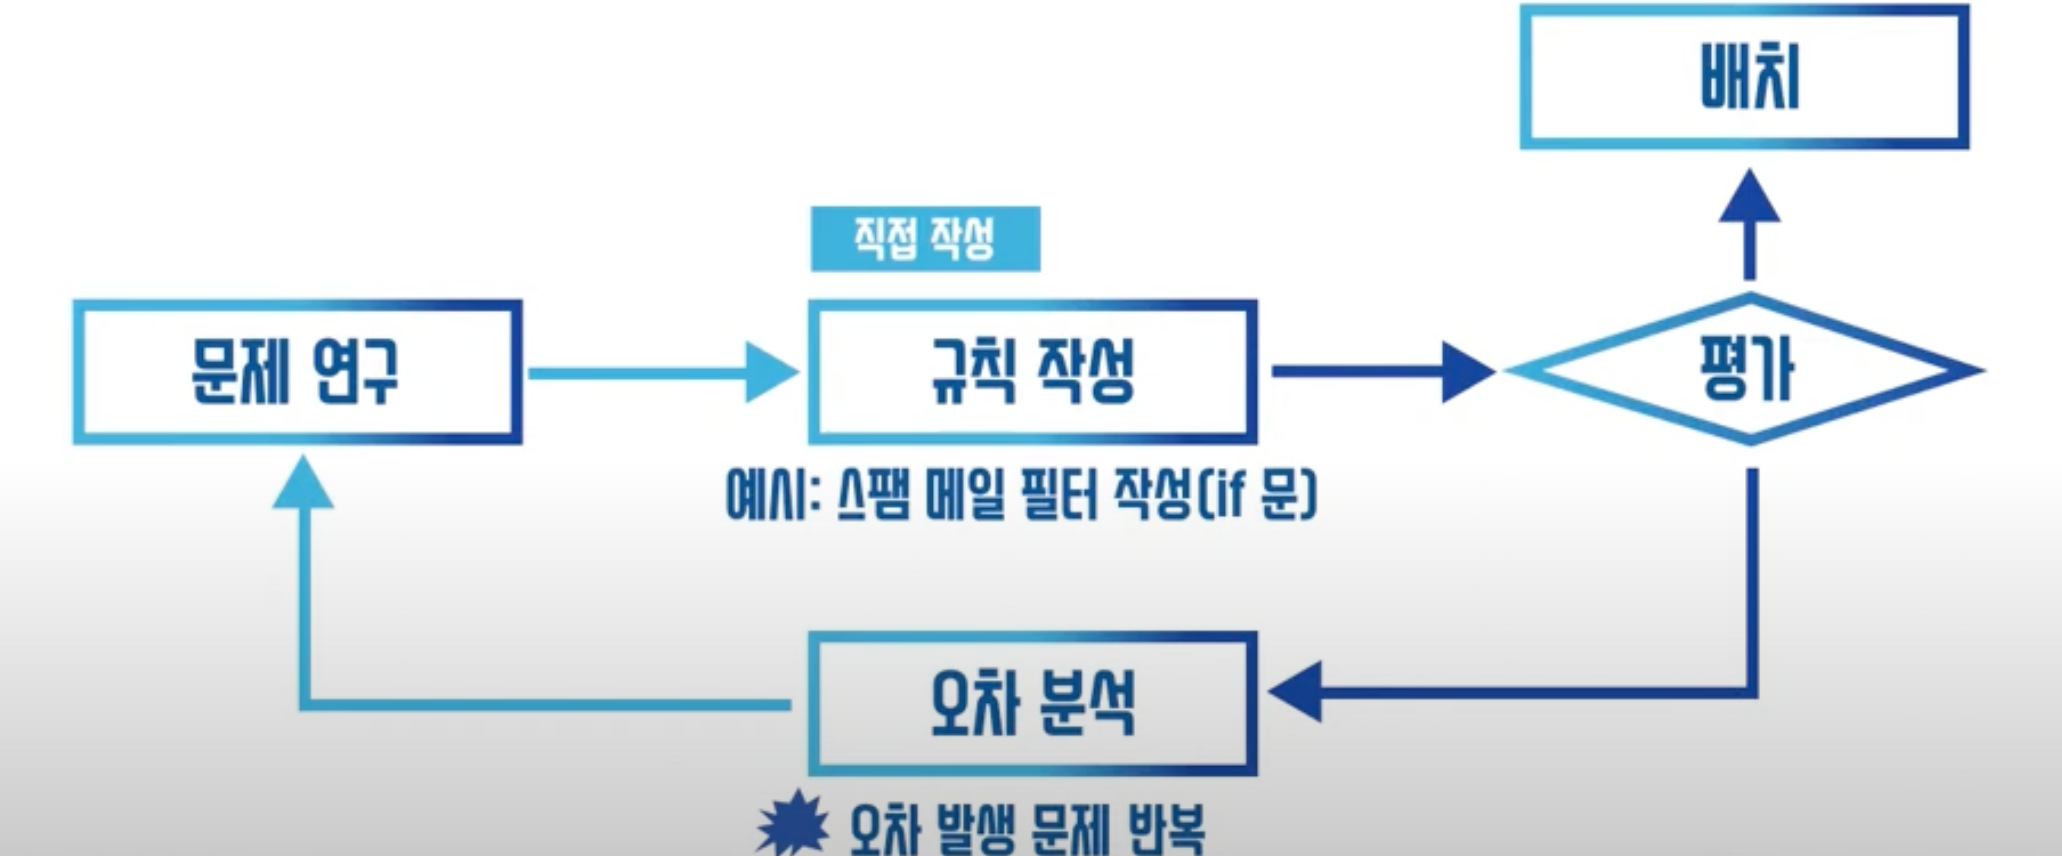 배치
직접 작성
문제 연구
규칙 작성
평가
예시: 스팸 메일 필터 작성(if 문)
오차 분석
오차 발생 문제 반복